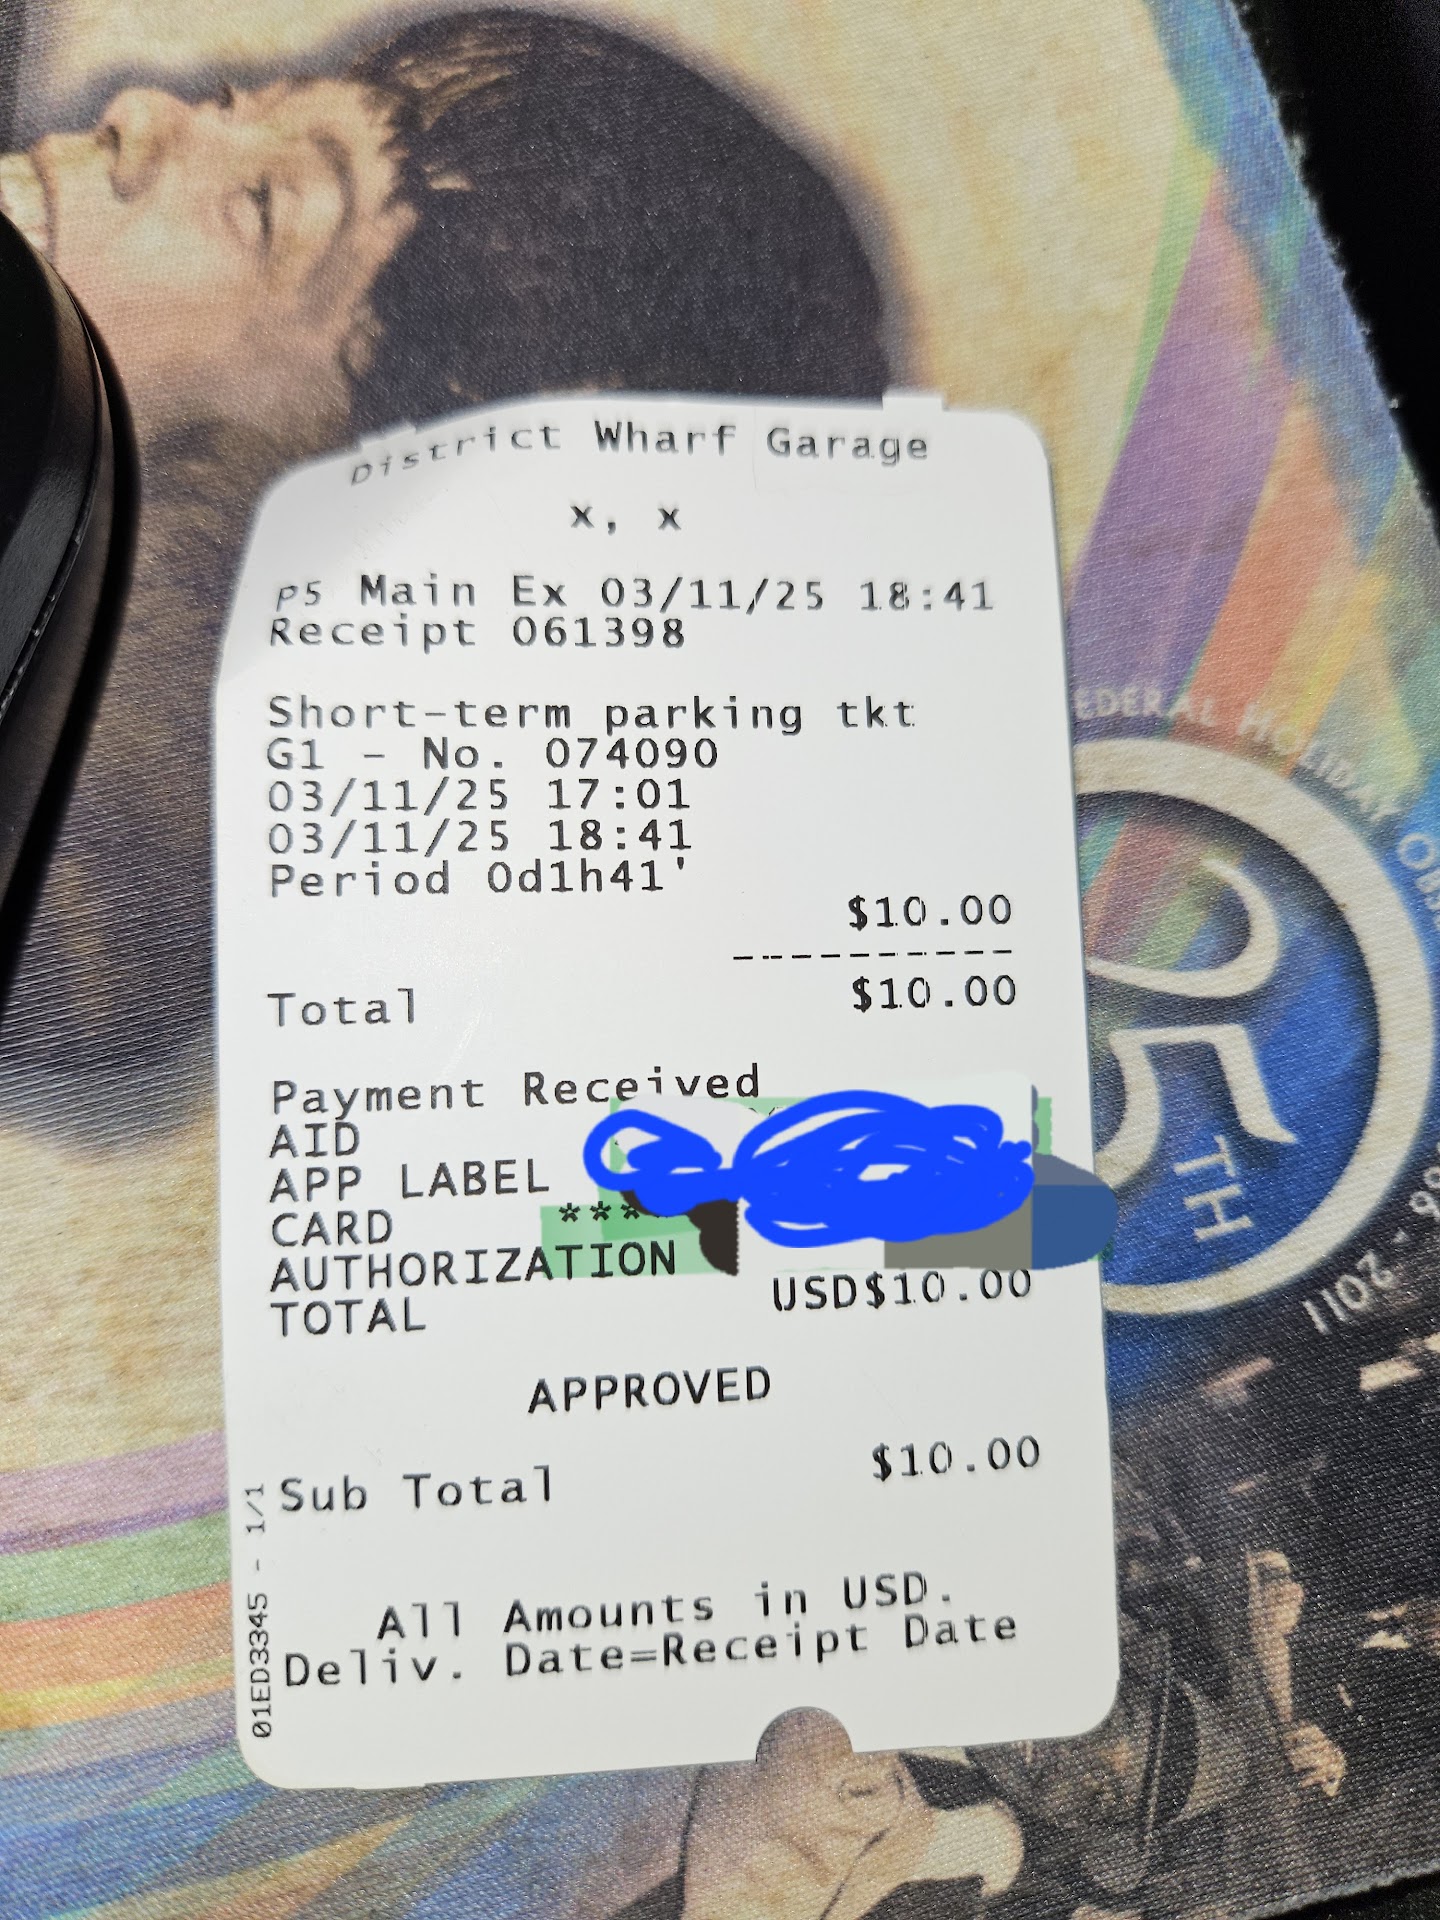 District Wharf Garage
x, x
P5 Main Ex 03/11/25 18:41
Receipt 061398
Short-term parking tkt
G1 - No. 074090
03/11/25 17:01
03/11/25 18:41
Period 0d1h41'
$10.00
----------
Total $10.00
Payment Received
AID
APP LABEL
CARD ****
AUTHORIZATION
TOTAL USD$10.00
APPROVED
Sub Total $10.00
All Amounts in USD.
Deliv. Date=Receipt Date
01ED3345 - 1/1
FEDERAL HOLIDAY
25TH
2011